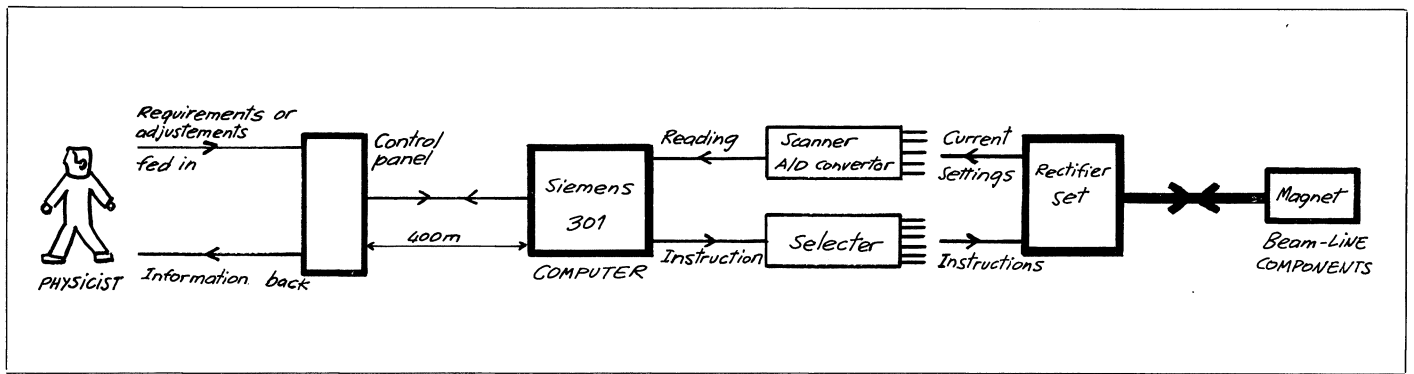 Requirements or
adjustements
fed in
PHYSICIST
Information back
Control
panel
400m
Siemens
301
COMPUTER
Reading
Instruction
Scanner
A/D convertor
Selecter
Current
Settings
Instructions
Rectifier
set
Magnet
BEAM-LINE
COMPONENTS